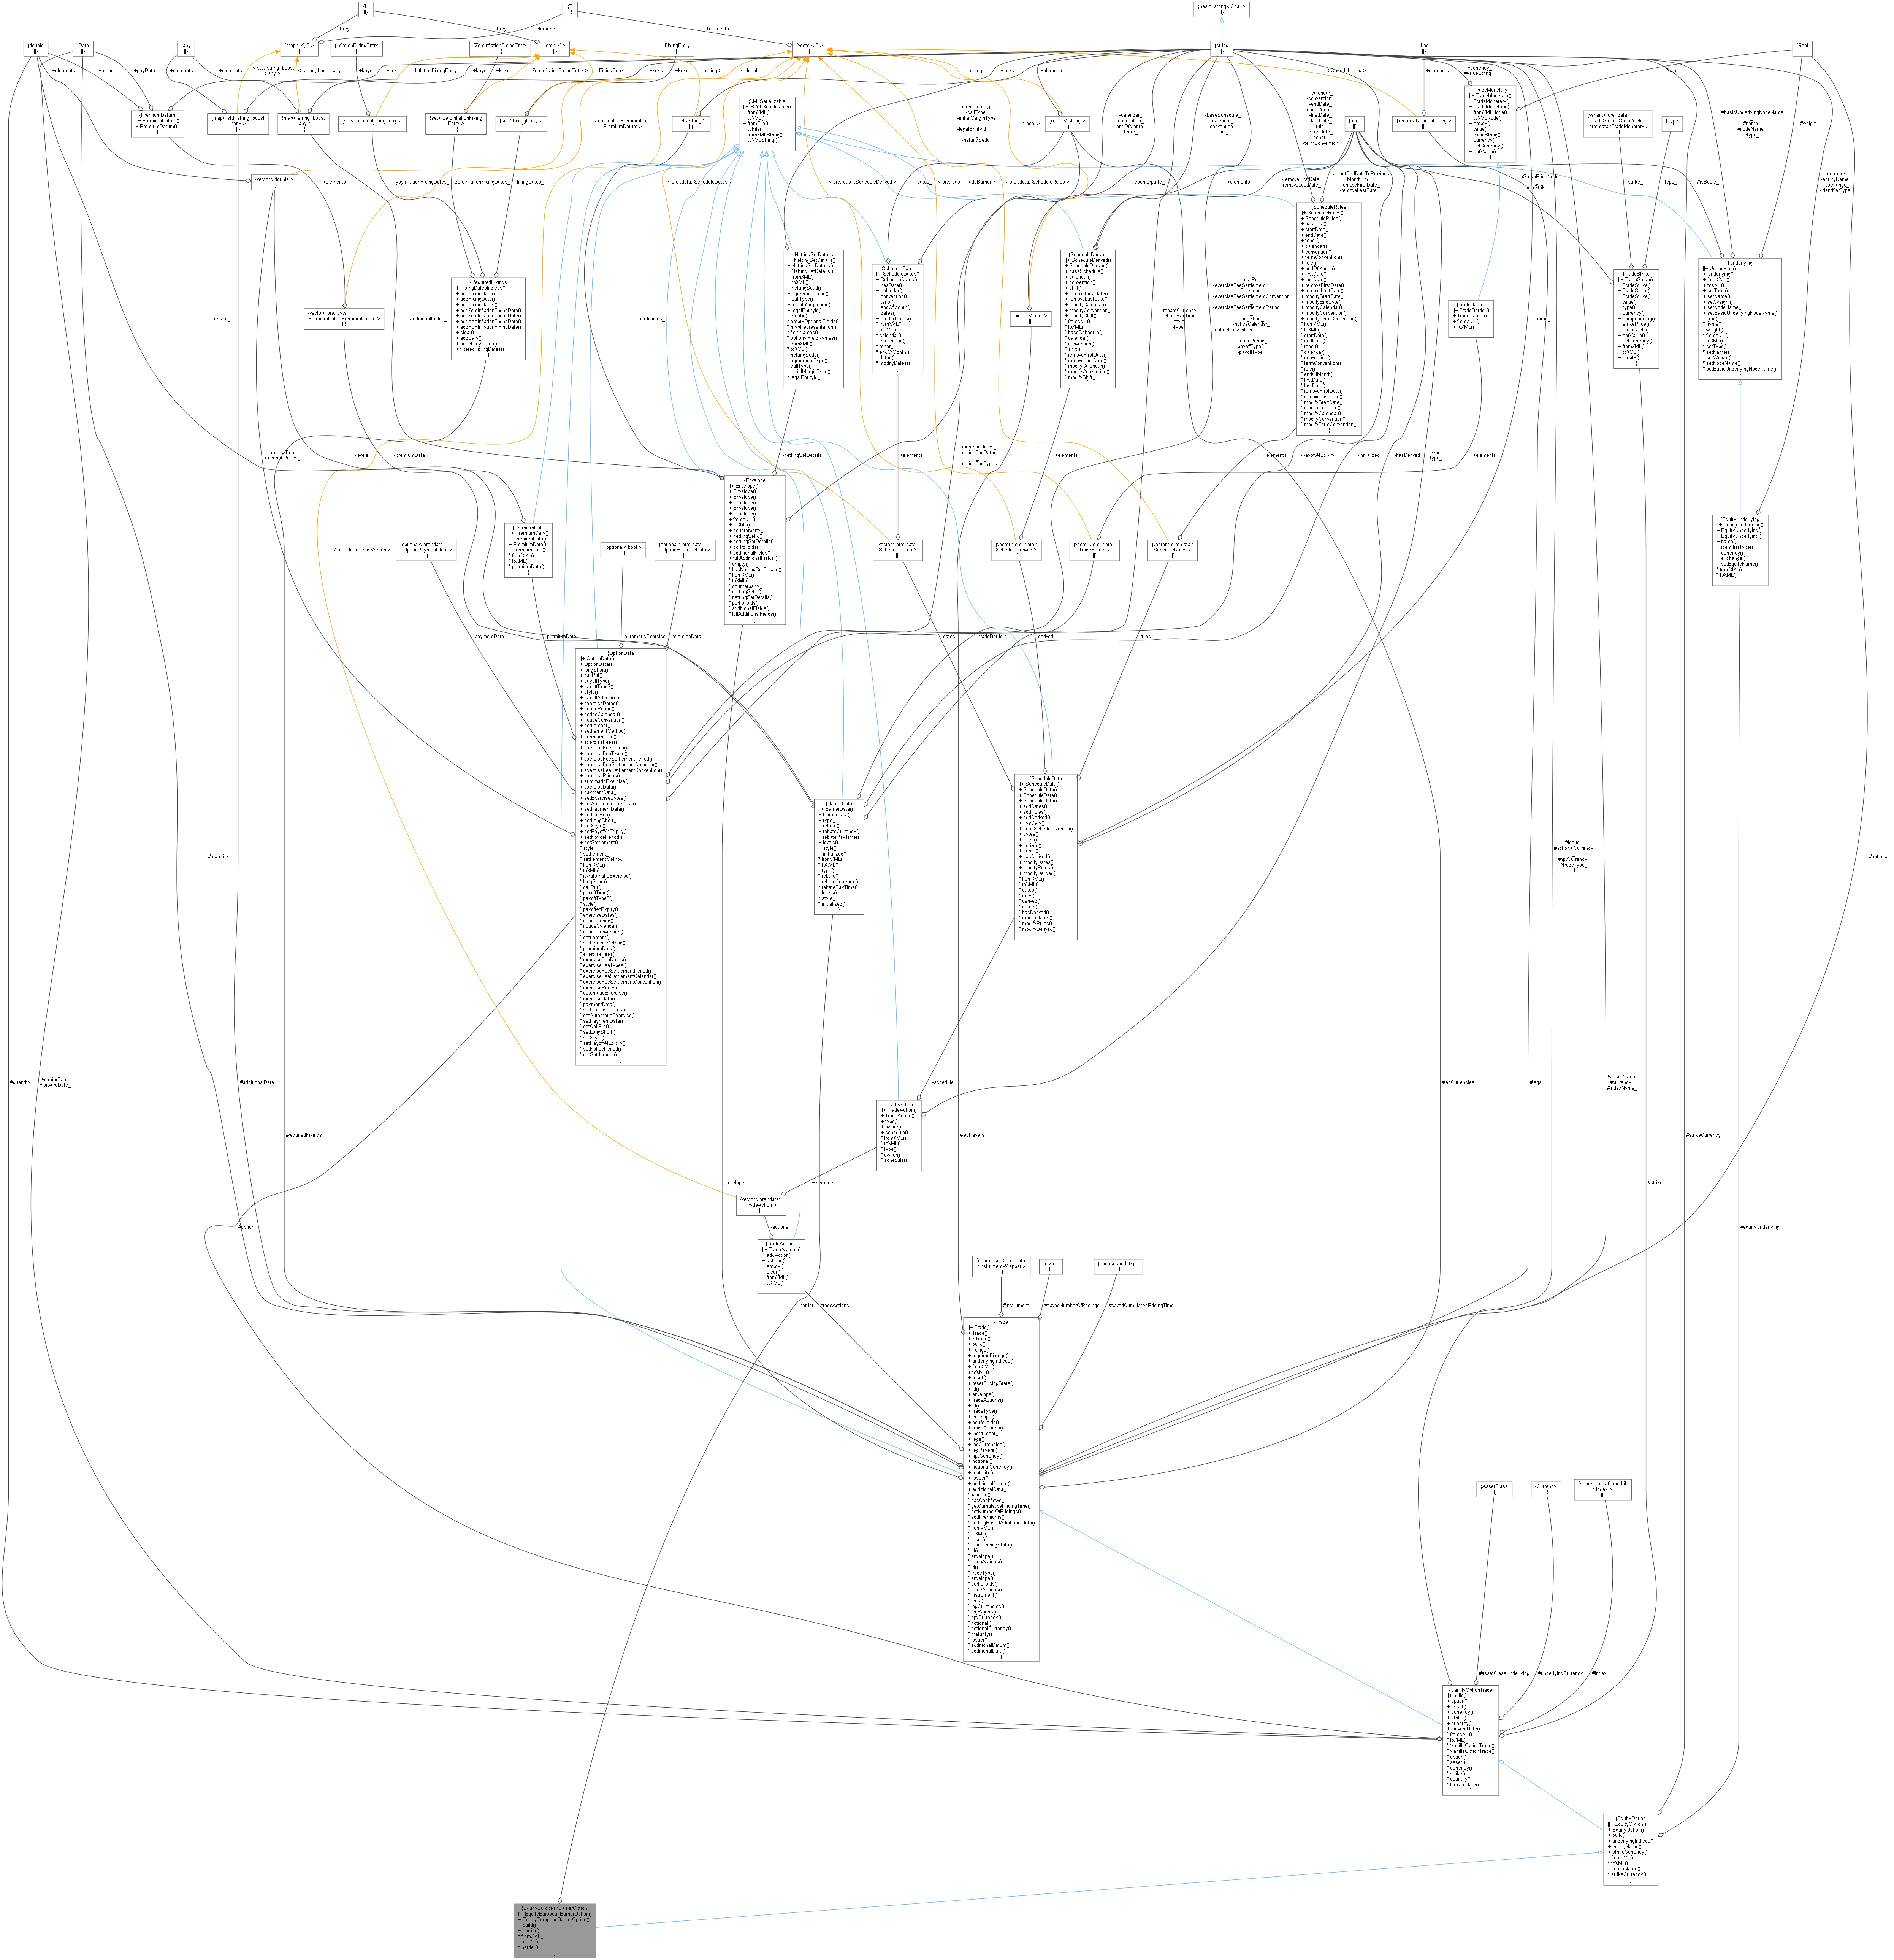 {K
||}
{T
||}
{basic_string< Char >
||}
{double
||}
{Date
||}
{any
||}
{map< K, T >
||}
{InflationFixingEntry
||}
{ZeroInflationFixingEntry
||}
{set< K >
||}
{FixingEntry
||}
{vector< T >
||}
{string
||}
{Leg
||}
{Real
||}
+keys
+keys
+elements
+elements
+elements
+amount
+payDate
+elements
+elements
< std::string, boost
::any >
< string, boost::any >
+keys
+ccy
< InflationFixingEntry >
+keys
+keys
< ZeroInflationFixingEntry >
< FixingEntry >
+keys
+keys
< string >
< double >
< string >
+keys
+elements
< QuantLib::Leg >
+elements
#currency_
#valueString_
#value_
{PremiumDatum
||+ PremiumDatum()
+ PremiumDatum()
}
{map< std::string, boost
::any >
||}
{map< string, boost
::any >
||}
{set< InflationFixingEntry >
||}
{set< ZeroInflationFixing
Entry >
||}
{set< FixingEntry >
||}
{set< string >
||}
{XMLSerializable
||+ ~XMLSerializable()
+ fromXML()
+ toXML()
+ fromFile()
+ toFile()
+ fromXMLString()
+ toXMLString()
}
{vector< string >
||}
{bool
||}
{vector< QuantLib::Leg >
||}
{TradeMonetary
||+ TradeMonetary()
+ TradeMonetary()
+ TradeMonetary()
+ fromXMLNode()
+ toXMLNode()
+ empty()
+ value()
+ valueString()
+ currency()
+ setCurrency()
+ setValue()
}
{variant< ore::data
::TradeStrike::StrikeYield,
ore::data::TradeMonetary >
||}
{Type
||}
{vector< double >
||}
{RequiredFixings
||+ fixingDatesIndices()
+ addFixingDate()
+ addFixingDate()
+ addFixingDates()
+ addZeroInflationFixingDate()
+ addZeroInflationFixingDate()
+ addYoYInflationFixingDate()
+ addYoYInflationFixingDate()
+ clear()
+ addData()
+ unsetPayDates()
+ filteredFixingDates()
}
{vector< ore::data::
PremiumData::PremiumDatum >
||}
{NettingSetDetails
||+ NettingSetDetails()
+ NettingSetDetails()
+ NettingSetDetails()
+ fromXML()
+ toXML()
+ nettingSetId()
+ agreementType()
+ callType()
+ initialMarginType()
+ legalEntityId()
+ empty()
+ emptyOptionalFields()
* mapRepresentation()
* fieldNames()
* optionalFieldNames()
* fromXML()
* toXML()
* nettingSetId()
* agreementType()
* callType()
* initialMarginType()
* legalEntityId()
}
{ScheduleDates
||+ ScheduleDates()
+ ScheduleDates()
+ hasData()
+ calendar()
+ convention()
+ tenor()
+ endOfMonth()
+ dates()
+ modifyDates()
* fromXML()
* toXML()
* calendar()
* convention()
* tenor()
* endOfMonth()
* dates()
* modifyDates()
}
{ScheduleDerived
||+ ScheduleDerived()
+ ScheduleDerived()
+ baseSchedule()
+ calendar()
+ convention()
+ shift()
+ removeFirstDate()
+ removeLastDate()
+ modifyCalendar()
+ modifyConvention()
+ modifyShift()
* fromXML()
* toXML()
* baseSchedule()
* calendar()
* convention()
* shift()
* removeFirstDate()
* removeLastDate()
* modifyCalendar()
* modifyConvention()
* modifyShift()
}
{ScheduleRules
||+ ScheduleRules()
+ ScheduleRules()
+ hasData()
+ startDate()
+ endDate()
+ tenor()
+ calendar()
+ convention()
+ termConvention()
+ rule()
+ endOfMonth()
+ firstDate()
+ lastDate()
+ removeFirstDate()
+ removeLastDate()
+ modifyStartDate()
+ modifyEndDate()
+ modifyCalendar()
+ modifyConvention()
+ modifyTermConvention()
* fromXML()
* toXML()
* startDate()
* endDate()
* tenor()
* calendar()
* convention()
* termConvention()
* rule()
* endOfMonth()
* firstDate()
* lastDate()
* removeFirstDate()
* removeLastDate()
* modifyStartDate()
* modifyEndDate()
* modifyCalendar()
* modifyConvention()
* modifyTermConvention()
}
{TradeBarrier
||+ TradeBarrier()
+ TradeBarrier()
+ fromXML()
+ toXML()
}
{TradeStrike
||+ TradeStrike()
+ TradeStrike()
+ TradeStrike()
+ TradeStrike()
+ value()
+ type()
+ currency()
+ compounding()
+ strikePrice()
+ strikeYield()
+ setValue()
+ setCurrency()
+ fromXML()
+ toXML()
+ empty()
}
{Underlying
||+ Underlying()
+ Underlying()
+ fromXML()
+ toXML()
+ setType()
+ setName()
+ setWeight()
+ setNodeName()
+ setBasicUnderlyingNodeName()
* type()
* name()
* weight()
* fromXML()
* toXML()
* setType()
* setName()
* setWeight()
* setNodeName()
* setBasicUnderlyingNodeName()
}
{vector< bool >
||}
{optional< ore::data
::OptionPaymentData >
||}
{PremiumData
||+ PremiumData()
+ PremiumData()
+ PremiumData()
+ premiumData()
* fromXML()
* toXML()
* premiumData()
}
{optional< bool >
||}
{optional< ore::data
::OptionExerciseData >
||}
{Envelope
||+ Envelope()
+ Envelope()
+ Envelope()
+ Envelope()
+ Envelope()
+ Envelope()
+ fromXML()
+ toXML()
+ counterparty()
+ nettingSetId()
+ nettingSetDetails()
+ portfolioIds()
+ additionalFields()
+ fullAdditionalFields()
* empty()
* hasNettingSetDetails()
* fromXML()
* toXML()
* counterparty()
* nettingSetId()
* nettingSetDetails()
* portfolioIds()
* additionalFields()
* fullAdditionalFields()
}
{vector< ore::data::
ScheduleDates >
||}
{vector< ore::data::
ScheduleDerived >
||}
{vector< ore::data::
TradeBarrier >
||}
{vector< ore::data::
ScheduleRules >
||}
{EquityUnderlying
||+ EquityUnderlying()
+ EquityUnderlying()
+ EquityUnderlying()
+ name()
+ identifierType()
+ currency()
+ exchange()
+ setEquityName()
* fromXML()
* toXML()
}
{OptionData
||+ OptionData()
+ OptionData()
+ longShort()
+ callPut()
+ payoffType()
+ payoffType2()
+ style()
+ payoffAtExpiry()
+ exerciseDates()
+ noticePeriod()
+ noticeCalendar()
+ noticeConvention()
+ settlement()
+ settlementMethod()
+ premiumData()
+ exerciseFees()
+ exerciseFeeDates()
+ exerciseFeeTypes()
+ exerciseFeeSettlementPeriod()
+ exerciseFeeSettlementCalendar()
+ exerciseFeeSettlementConvention()
+ exercisePrices()
+ automaticExercise()
+ exerciseData()
+ paymentData()
+ setExerciseDates()
+ setAutomaticExercise()
+ setPaymentData()
+ setCallPut()
+ setLongShort()
+ setStyle()
+ setPayoffAtExpiry()
+ setNoticePeriod()
+ setSettlement()
* style_
* settlement_
* settlementMethod_
* fromXML()
* toXML()
* isAutomaticExercise()
* longShort()
* callPut()
* payoffType()
* payoffType2()
* style()
* payoffAtExpiry()
* exerciseDates()
* noticePeriod()
* noticeCalendar()
* noticeConvention()
* settlement()
* settlementMethod()
* premiumData()
* exerciseFees()
* exerciseFeeDates()
* exerciseFeeTypes()
* exerciseFeeSettlementPeriod()
* exerciseFeeSettlementCalendar()
* exerciseFeeSettlementConvention()
* exercisePrices()
* automaticExercise()
* exerciseData()
* paymentData()
* setExerciseDates()
* setAutomaticExercise()
* setPaymentData()
* setCallPut()
* setLongShort()
* setStyle()
* setPayoffAtExpiry()
* setNoticePeriod()
* setSettlement()
}
{BarrierData
||+ BarrierData()
+ BarrierData()
+ type()
+ rebate()
+ rebateCurrency()
+ rebatePayTime()
+ levels()
+ style()
+ initialized()
* fromXML()
* toXML()
* type()
* rebate()
* rebateCurrency()
* rebatePayTime()
* levels()
* style()
* initialized()
}
{ScheduleData
||+ ScheduleData()
+ ScheduleData()
+ ScheduleData()
+ ScheduleData()
+ addDates()
+ addRules()
+ addDerived()
+ hasData()
+ baseScheduleNames()
+ dates()
+ rules()
+ derived()
+ name()
+ hasDerived()
+ modifyDates()
+ modifyRules()
+ modifyDerived()
* fromXML()
* toXML()
* dates()
* rules()
* derived()
* name()
* hasDerived()
* modifyDates()
* modifyRules()
* modifyDerived()
}
{TradeAction
||+ TradeAction()
+ TradeAction()
+ type()
+ owner()
+ schedule()
* fromXML()
* toXML()
* type()
* owner()
* schedule()
}
{vector< ore::data::
TradeAction >
||}
{TradeActions
||+ TradeActions()
+ addAction()
+ actions()
+ empty()
+ clear()
+ fromXML()
+ toXML()
}
{shared_ptr< ore::data
::InstrumentWrapper >
||}
{size_t
||}
{nanosecond_type
||}
{Trade
||+ Trade()
+ Trade()
+ ~Trade()
+ build()
+ fixings()
+ requiredFixings()
+ underlyingIndices()
+ fromXML()
+ toXML()
+ reset()
+ resetPricingStats()
+ id()
+ envelope()
+ tradeActions()
+ id()
+ tradeType()
+ envelope()
+ portfolioIds()
+ tradeActions()
+ instrument()
+ legs()
+ legCurrencies()
+ legPayers()
+ npvCurrency()
+ notional()
+ notionalCurrency()
+ maturity()
+ issuer()
+ additionalDatum()
+ additionalData()
* validate()
* hasCashflows()
* getCumulativePricingTime()
* getNumberOfPricings()
* addPremiums()
* setLegBasedAdditionalData()
* fromXML()
* toXML()
* reset()
* resetPricingStats()
* id()
* envelope()
* tradeActions()
* id()
* tradeType()
* envelope()
* portfolioIds()
* tradeActions()
* instrument()
* legs()
* legCurrencies()
* legPayers()
* npvCurrency()
* notional()
* notionalCurrency()
* maturity()
* issuer()
* additionalDatum()
* additionalData()
}
{AssetClass
||}
{Currency
||}
{shared_ptr< QuantLib
::Index >
||}
{VanillaOptionTrade
||+ build()
+ option()
+ asset()
+ currency()
+ strike()
+ quantity()
+ forwardDate()
* fromXML()
* toXML()
* VanillaOptionTrade()
* VanillaOptionTrade()
* option()
* asset()
* currency()
* strike()
* quantity()
* forwardDate()
}
{EquityOption
||+ EquityOption()
+ EquityOption()
+ build()
+ underlyingIndices()
+ equityName()
+ strikeCurrency()
* fromXML()
* toXML()
* equityName()
* strikeCurrency()
}
{EquityEuropeanBarrierOption
||+ EquityEuropeanBarrierOption()
+ EquityEuropeanBarrierOption()
+ build()
+ barrier()
* fromXML()
* toXML()
* barrier()
}
-agreementType_
-callType_
-initialMarginType
_
-legalEntityId
_
-nettingSetId_
< bool >
< ore::data::PremiumData
::PremiumDatum >
-calendar_
-convention_
-endOfMonth_
-tenor_
-baseSchedule_
-calendar_
-convention_
-shift_
-calendar_
-convention_
-endDate_
-endOfMonth_
-firstDate_
-lastDate_
-rule_
-startDate_
-tenor_
-termConvention
_
...
#basicUnderlyingNodeName
_
#name_
#nodeName_
#type_
#weight_
+elements
-yoyInflationFixingDates_
-zeroInflationFixingDates_
-fixingDates_
< ore::data::ScheduleDates >
< ore::data::ScheduleDerived >
-dates_
< ore::data::TradeBarrier >
< ore::data::ScheduleRules >
-counterparty_
+elements
-removeFirstDate_
-removeLastDate_
-adjustEndDateToPrevious
MonthEnd_
-removeFirstDate_
-removeLastDate_
-strike_
-type_
-noStrikePriceNode
_
-onlyStrike_
#isBasic_
-currency_
-equityName_
-exchange_
-identifierType_
-rebate_
-additionalFields_
-portfolioIds_
-rebateCurrency_
-rebatePayTime_
-style_
-type_
-callPut_
-exerciseFeeSettlement
Calendar_
-exerciseFeeSettlementConvention
_
-exerciseFeeSettlementPeriod
_
-longShort_
-noticeCalendar_
-noticeConvention
_
-noticePeriod_
-payoffType2_
-payoffType_
...
-name_
-exerciseFees_
-exercisePrices_
-levels_
-premiumData_
-nettingSetDetails_
+elements
-exerciseDates_
-exerciseFeeDates
_
-exerciseFeeTypes_
+elements
+elements
-payoffAtExpiry_
-initialized_
-hasDerived_
-owner_
-type_
+elements
< ore::data::TradeAction >
-paymentData_
-premiumData_
-automaticExercise_
-exerciseData_
-dates_
-tradeBarriers_
-derived_
-rules_
#maturity_
#issuer_
#notionalCurrency
_
#npvCurrency_
#tradeType_
-id_
#notional_
#quantity_
#expiryDate_
#forwardDate_
#additionalData_
-schedule_
#legCurrencies_
#legs_
#assetName_
#currency_
#indexName_
#requiredFixings_
#legPayers_
#strikeCurrency_
-envelope_
+elements
#strike_
#option_
-actions_
#equityUnderlying_
-barrier_
-tradeActions_
#instrument_
#savedNumberOfPricings_
#savedCumulativePricingTime_
#assetClassUnderlying_
#underlyingCurrency_
#index_